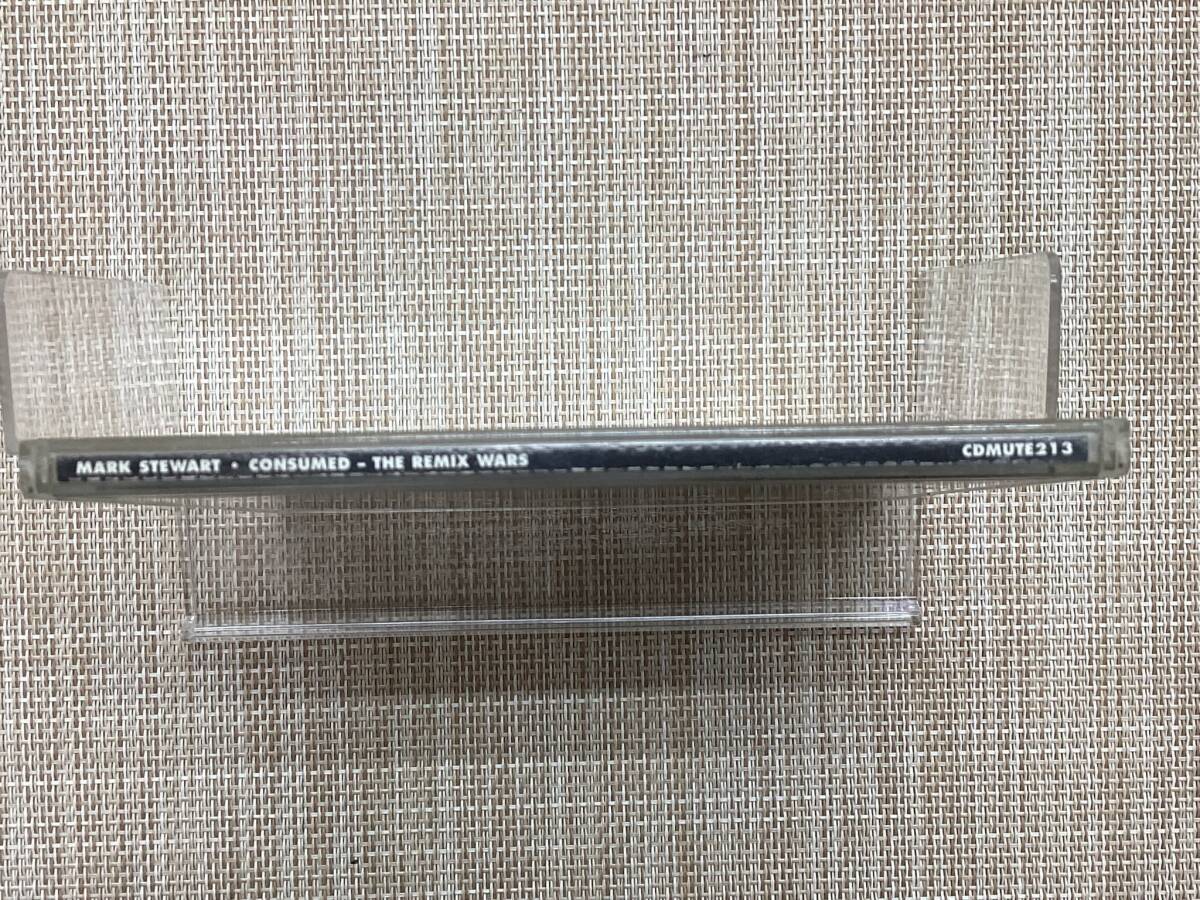 MARK STEWART • CONSUMED – THE REMIX WARS CDMUTE213